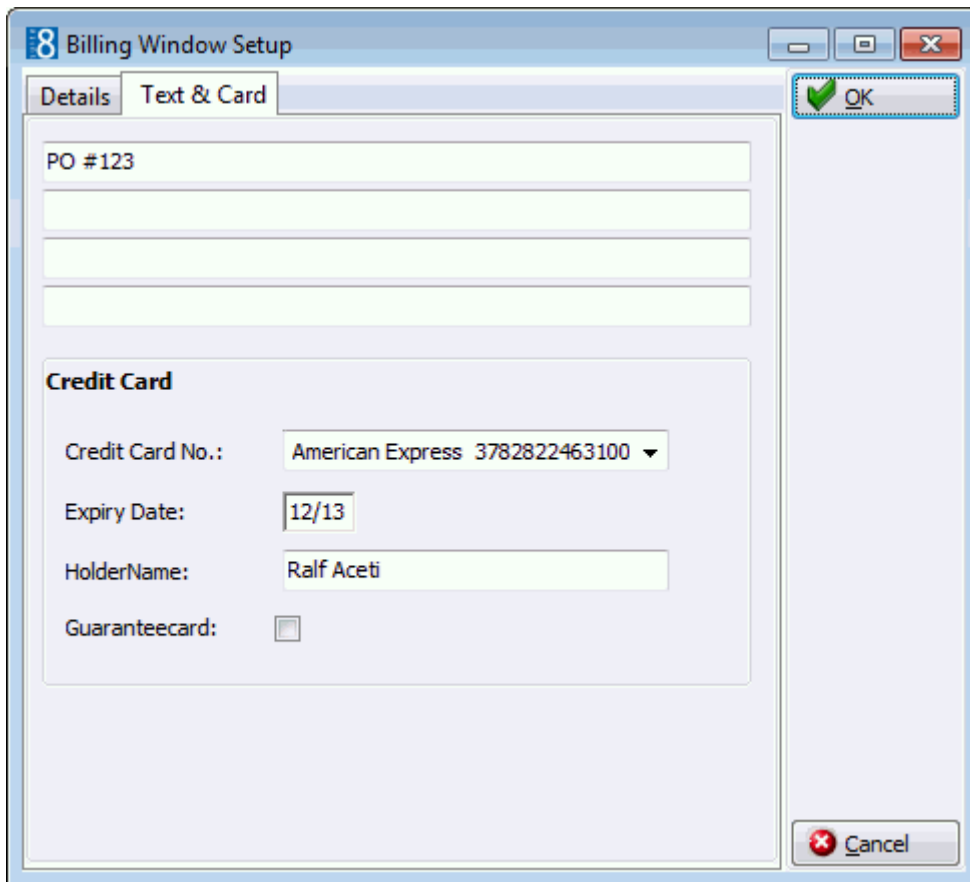 8 Billing Window Setup
Details Text & Card
OK
PO #123
Credit Card
Credit Card No.: American Express 3782822463100
Expiry Date: 12/13
HolderName: Ralf Aceti
Guaranteecard:
Cancel